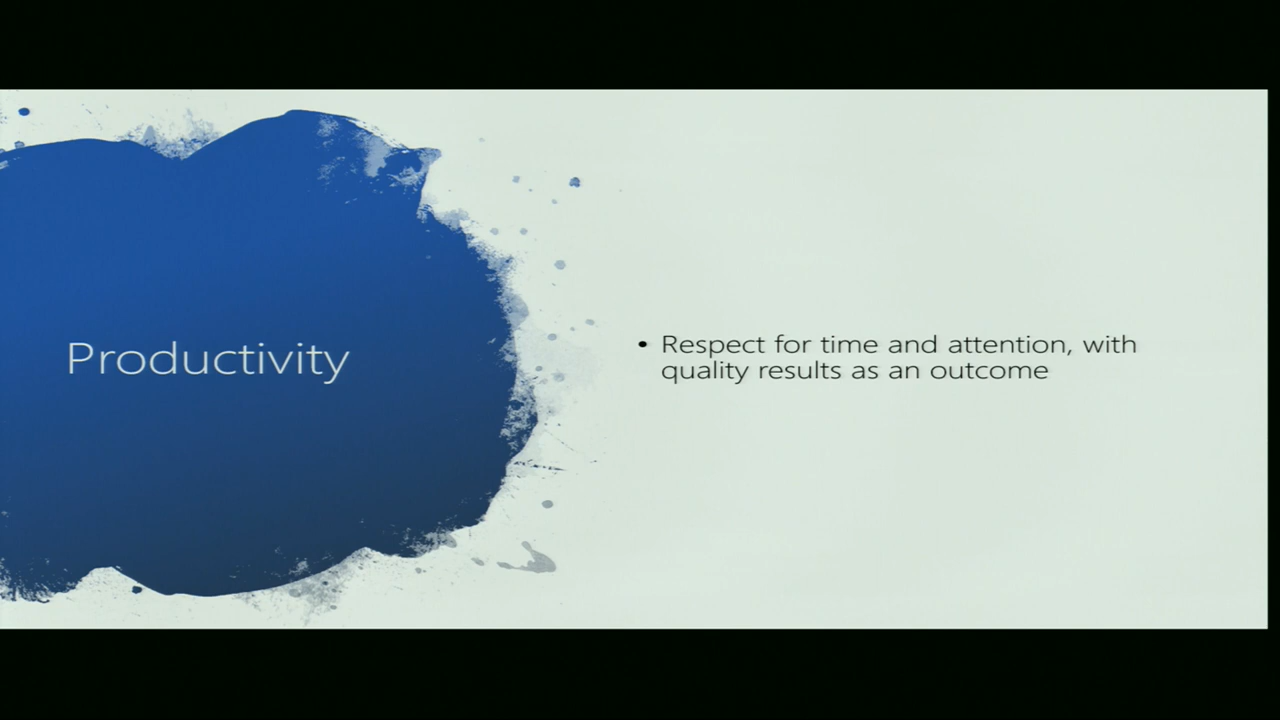 Productivity
• Respect for time and attention, with
quality results as an outcome